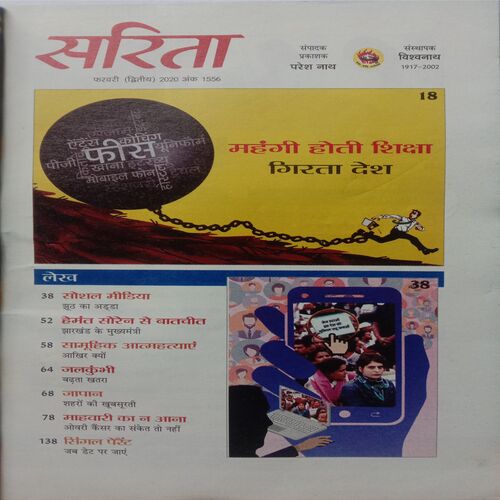 सरिता
फरवरी (द्वितीय) 2020 अंक 1556
संपादक
प्रकाशक
परेश नाथ
संस्थापक
विश्वनाथ
1917-2002
18
एंट्रेंस कोचिंग
पीजी फीस यूनीफॉर्म
खाना
मोबाइल फोन
महंगी होती शिक्षा
गिरता देश
लेख
38 सोशल मीडिया
झूठ का अड्डा
52 हेमंत सोरेन से बातचीत
झारखंड के मुख्यमंत्री
58 सामूहिक आत्महत्याएं
आखिर क्यों
64 जलकुंभी
बढ़ता खतरा
68 जापान
शहरों की खूबसूरती
78 माहवारी का न आना
ओवरी कैंसर का संकेत तो नहीं
138 सिंगल पेरैंट
जब डेट पर जाएं
38